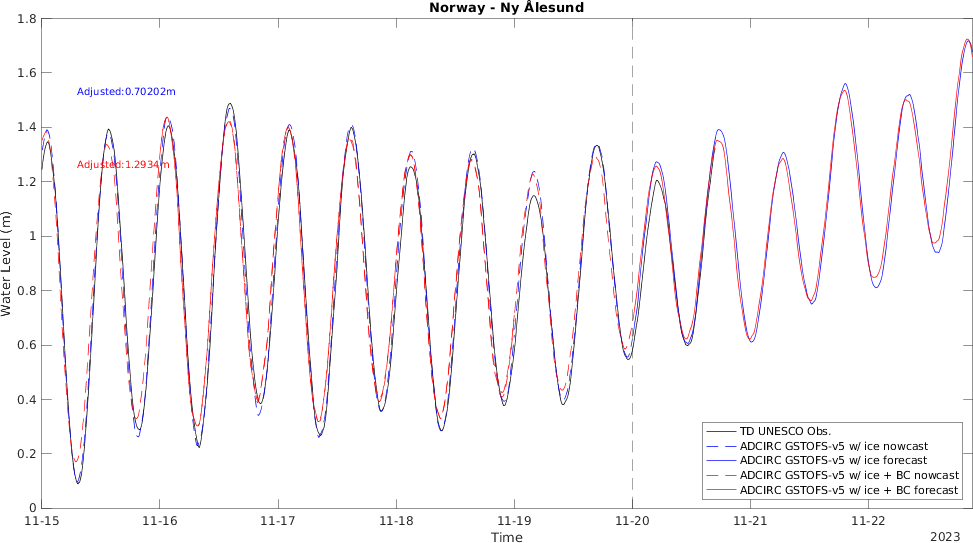 Norway - Ny Ålesund
1.8
1.6
1.4
1.2
1
0.8
0.6
0.4
0.2
0
Water Level (m)
Adjusted:0.70202m
Adjusted:1.2934m
TD UNESCO Obs.
ADCIRC GSTOFS-v5 w/ ice nowcast
ADCIRC GSTOFS-v5 w/ ice forecast
ADCIRC GSTOFS-v5 w/ ice + BC nowcast
ADCIRC GSTOFS-v5 w/ ice + BC forecast
11-15 11-16 11-17 11-18 11-19 11-20 11-21 11-22
Time
2023